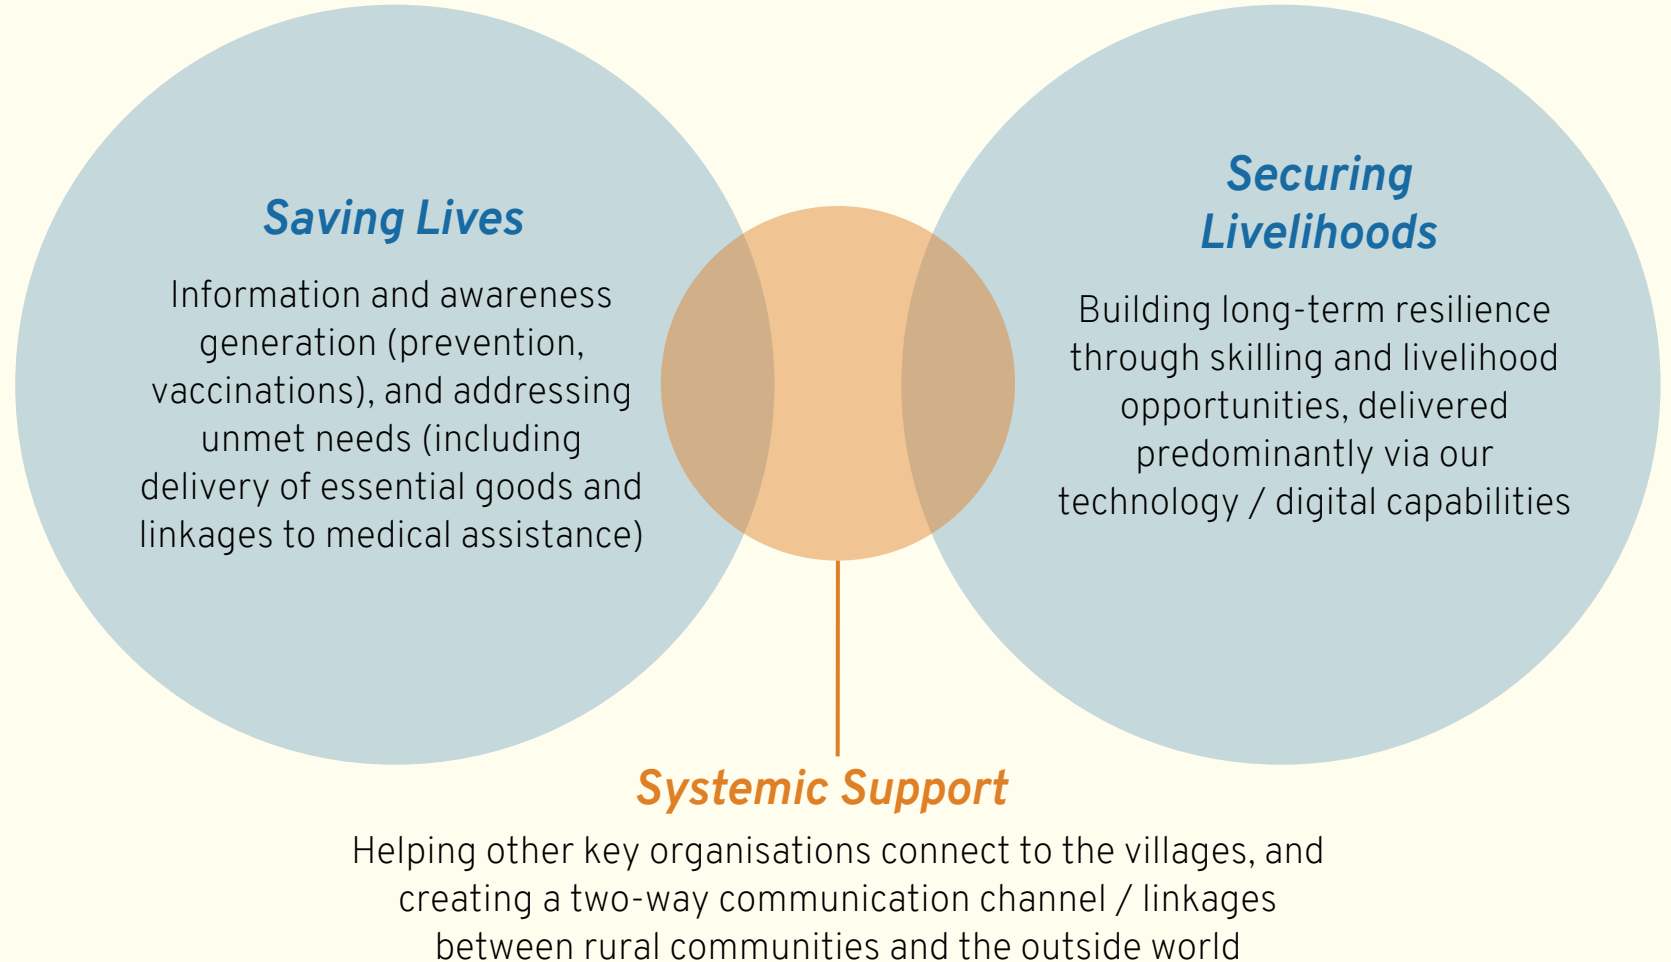 Saving Lives
Information and awareness
generation (prevention,
vaccinations), and addressing
unmet needs (including
delivery of essential goods and
linkages to medical assistance)
Securing
Livelihoods
Building long-term resilience
through skilling and livelihood
opportunities, delivered
predominantly via our
technology / digital capabilities
Systemic Support
Helping other key organisations connect to the villages, and
creating a two-way communication channel / linkages
between rural communities and the outside world